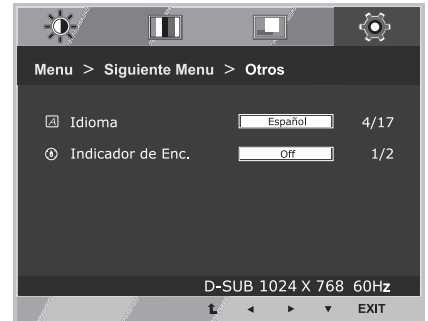 Menu > Siguiente Menu > Otros
Idioma Español 4/17
Indicador de Enc. Off 1/2
D-SUB 1024 X 768 60Hz
EXIT